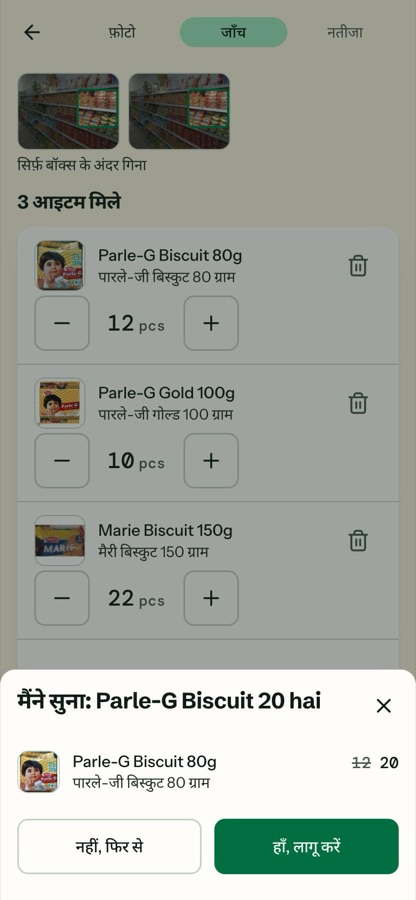 फ़ोटो
जाँच
नतीजा
सिर्फ़ बॉक्स के अंदर गिना
3 आइटम मिले
Parle-G Biscuit 80g
पारले-जी बिस्कुट 80 ग्राम
12 pcs
Parle-G Gold 100g
पारले-जी गोल्ड 100 ग्राम
10 pcs
Marie Biscuit 150g
मैरी बिस्कुट 150 ग्राम
MARIE
22 pcs
मैंने सुना: Parle-G Biscuit 20 hai
Parle-G Biscuit 80g
12 20
पारले-जी बिस्कुट 80 ग्राम
नहीं, फिर से
हाँ, लागू करें